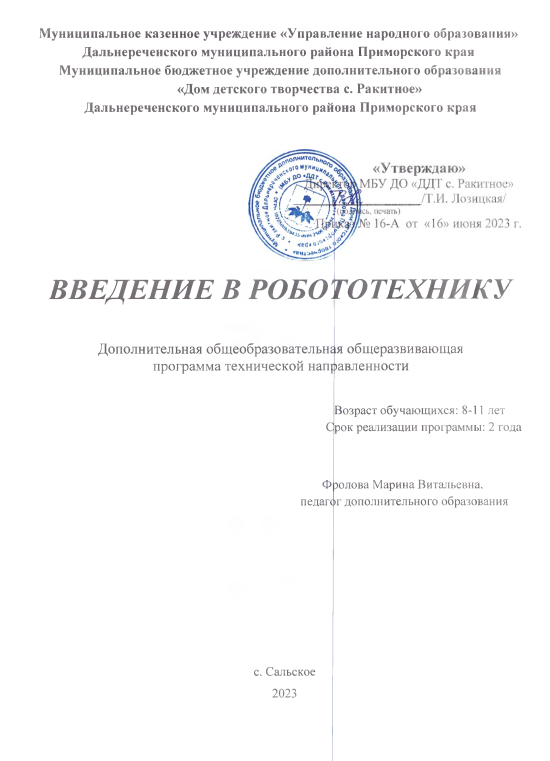 Муниципальное казенное учреждение «Управление народного образования»
Дальнереченского муниципального района Приморского края
Муниципальное бюджетное учреждение дополнительного образования
«Дом детского творчества с. Ракитное»
Дальнереченского муниципального района Приморского края
«Утверждаю»
Директор МБУ ДО «ДДТ с. Ракитное»
/Т.И. Лозицкая/
(подпись, печать)
Приказ № 16-А от «16» июня 2023 г.
ВВЕДЕНИЕ В РОБОТОТЕХНИКУ
Дополнительная общеобразовательная общеразвивающая
программа технической направленности
Возраст обучающихся: 8-11 лет
Срок реализации программы: 2 года
Фролова Марина Витальевна,
педагог дополнительного образования
с. Сальское
2023